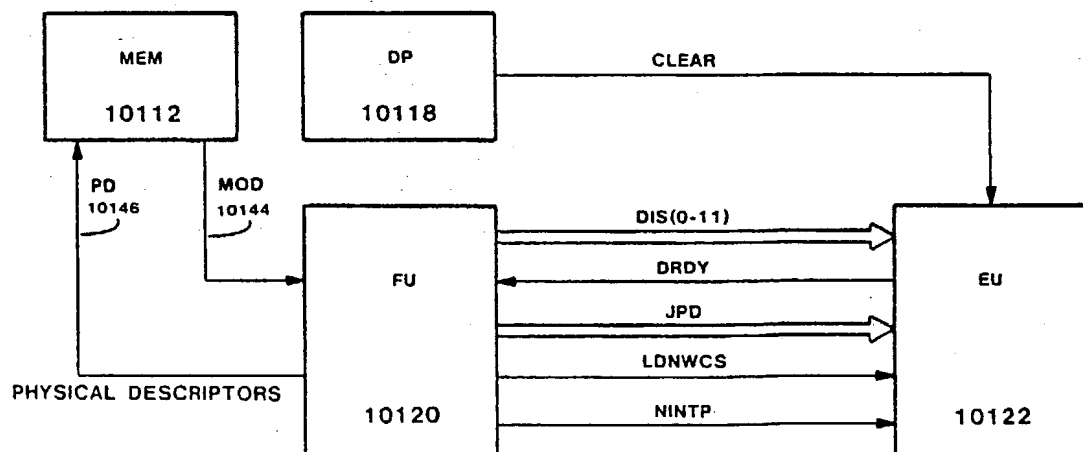 MEM
10112
DP
10118
CLEAR
PD
10146
MOD
10144
DIS(0-11)
DRDY
FU
EU
JPD
LDNWCS
PHYSICAL DESCRIPTORS
NINTP
10120
10122